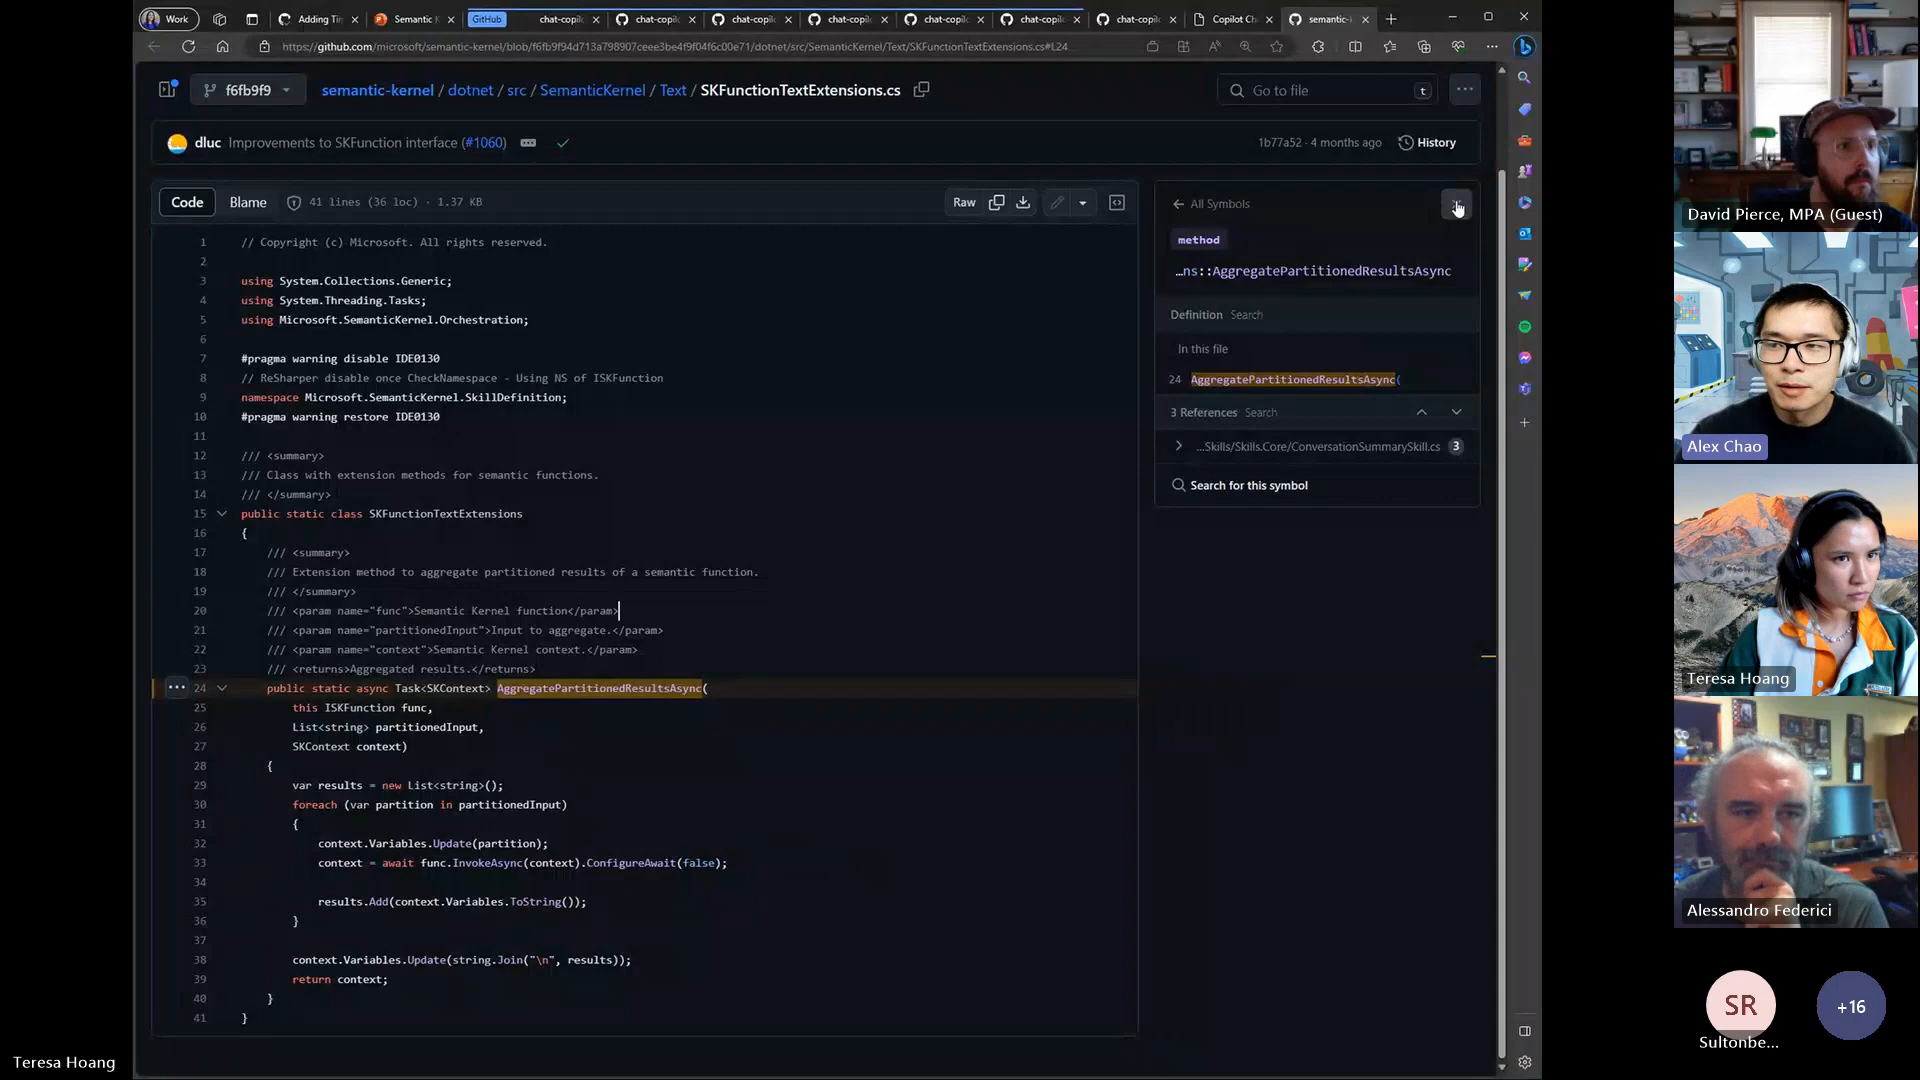 Work
Adding Ti
Semantic K
GitHub
chat-copil
chat-copil
chat-copil
chat-copil
chat-copil
chat-copil
chat-copil
Copilot Ch
semantic-k
https://github.com/microsoft/semantic-kernel/blob/f6fb9f94d713a798907ceee3be4f9f04f6c00e71/dotnet/src/SemanticKernel/Text/SKFunctionTextExtensions.cs#L24
f6fb9f9
semantic-kernel / dotnet / src / SemanticKernel / Text / SKFunctionTextExtensions.cs
Go to file
t
dluc Improvements to SKFunction interface (#1060)
1b77a52 · 4 months ago
History
Code
Blame
41 lines (36 loc) · 1.37 KB
Raw
1 // Copyright (c) Microsoft. All rights reserved.
2
3 using System.Collections.Generic;
4 using System.Threading.Tasks;
5 using Microsoft.SemanticKernel.Orchestration;
6
7 #pragma warning disable IDE0130
8 // ReSharper disable once CheckNamespace - Using NS of ISKFunction
9 namespace Microsoft.SemanticKernel.SkillDefinition;
10 #pragma warning restore IDE0130
11
12 /// <summary>
13 /// Class with extension methods for semantic functions.
14 /// </summary>
15 public static class SKFunctionTextExtensions
16 {
17 /// <summary>
18 /// Extension method to aggregate partitioned results of a semantic function.
19 /// </summary>
20 /// <param name="func">Semantic Kernel function</param>
21 /// <param name="partitionedInput">Input to aggregate.</param>
22 /// <param name="context">Semantic Kernel context.</param>
23 /// <returns>Aggregated results.</returns>
24 public static async Task<SKContext> AggregatePartitionedResultsAsync(
25 this ISKFunction func,
26 List<string> partitionedInput,
27 SKContext context)
28 {
29 var results = new List<string>();
30 foreach (var partition in partitionedInput)
31 {
32 context.Variables.Update(partition);
33 context = await func.InvokeAsync(context).ConfigureAwait(false);
34
35 results.Add(context.Variables.ToString());
36 }
37
38 context.Variables.Update(string.Join("\n", results));
39 return context;
40 }
41 }
All Symbols
method
…ns::AggregatePartitionedResultsAsync
Definition Search
In this file
24 AggregatePartitionedResultsAsync(
3 References Search
...Skills/Skills.Core/ConversationSummarySkill.cs 3
Search for this symbol
David Pierce, MPA (Guest)
Alex Chao
Teresa Hoang
Alessandro Federici
SR
+16
Sultonbe...
Teresa Hoang